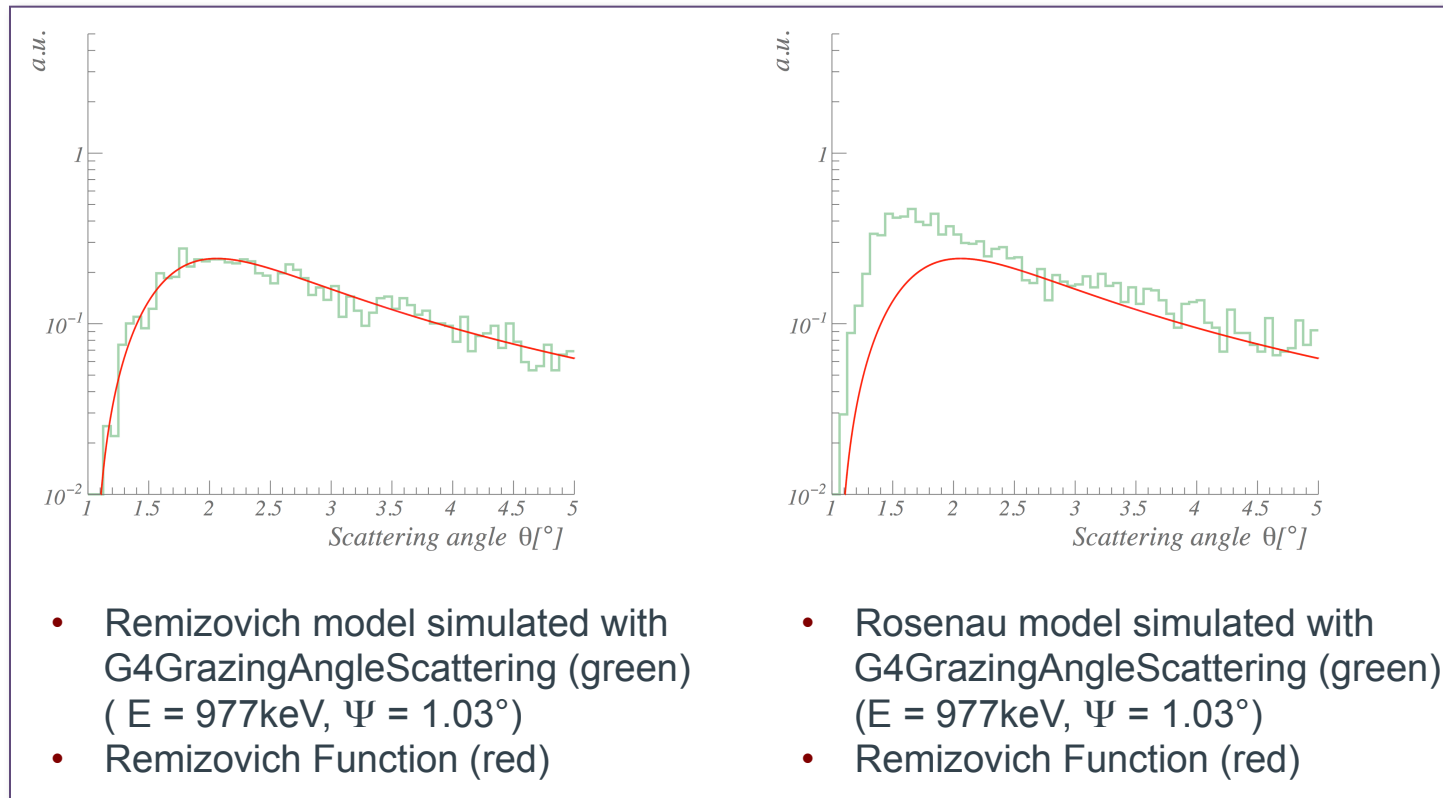 a.u.
1
10⁻¹
10⁻²
1 1.5 2 2.5 3 3.5 4 4.5 5
Scattering angle θ[°]
a.u.
1
10⁻¹
10⁻²
1 1.5 2 2.5 3 3.5 4 4.5 5
Scattering angle θ[°]
• Remizovich model simulated with
G4GrazingAngleScattering (green)
( E = 977keV, Ψ = 1.03°)
• Remizovich Function (red)
• Rosenau model simulated with
G4GrazingAngleScattering (green)
(E = 977keV, Ψ = 1.03°)
• Remizovich Function (red)